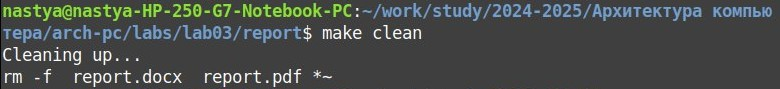 nastya@nastya-HP-250-G7-Notebook-PC:~/work/study/2024-2025/Архитектура компью
тера/arch-pc/labs/lab03/report$ make clean
Cleaning up...
rm -f  report.docx  report.pdf *~